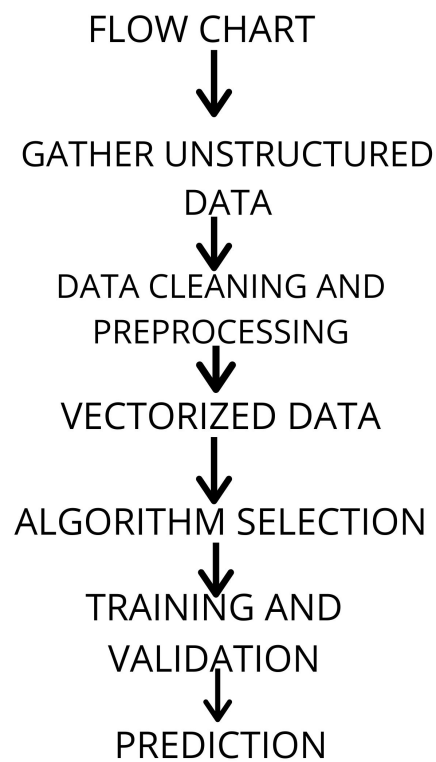 FLOW CHART
GATHER UNSTRUCTURED
DATA
DATA CLEANING AND
PREPROCESSING
VECTORIZED DATA
ALGORITHM SELECTION
TRAINING AND
VALIDATION
PREDICTION